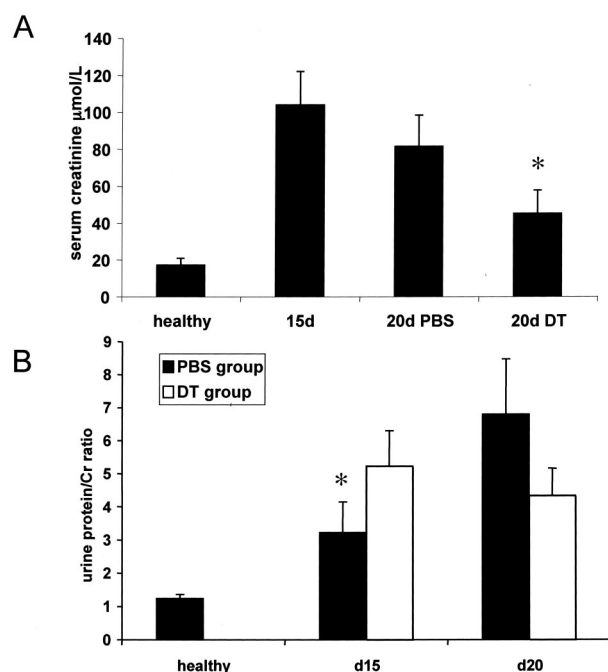 A
140
120
100
80
60
40
20
0
serum creatinine µmol/L
*
healthy 15d 20d PBS 20d DT
B
9
8
7
6
5
4
3
2
1
0
urine protein/Cr ratio
PBS group
DT group
*
healthy d15 d20